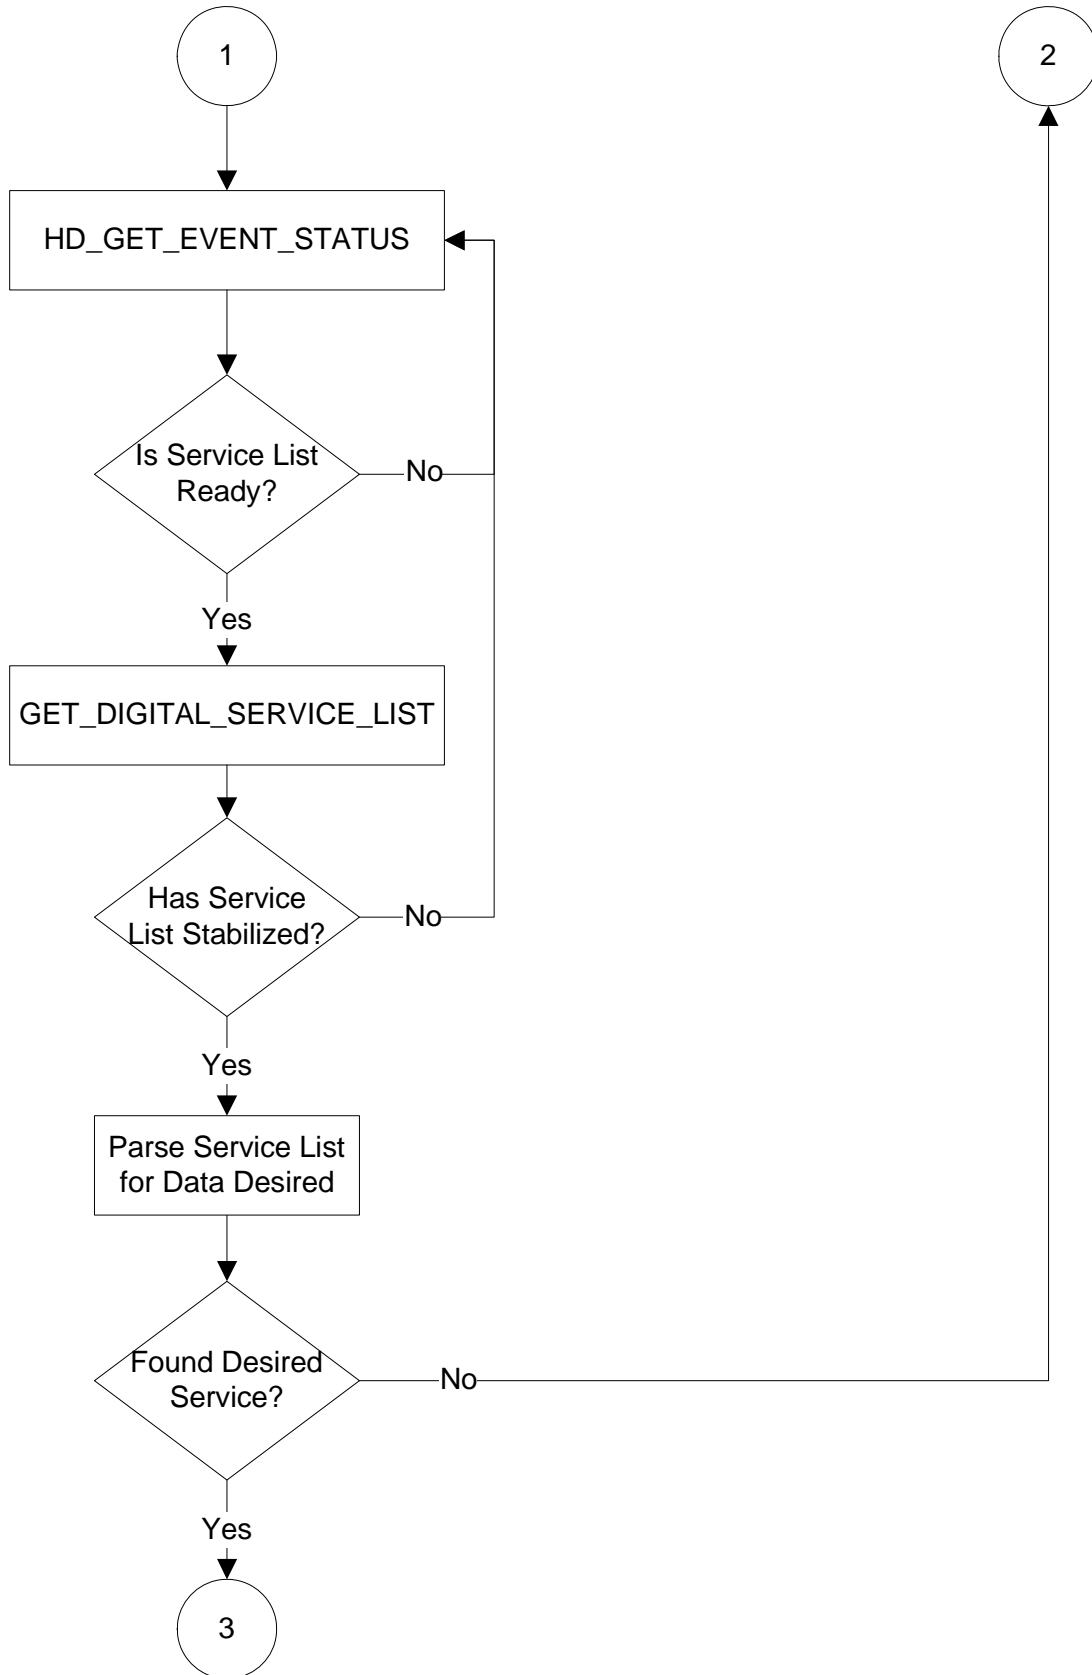 1
2
HD_GET_EVENT_STATUS
Is Service List
Ready?
No
Yes
GET_DIGITAL_SERVICE_LIST
Has Service
List Stabilized?
No
Yes
Parse Service List
for Data Desired
Found Desired
Service?
No
Yes
3